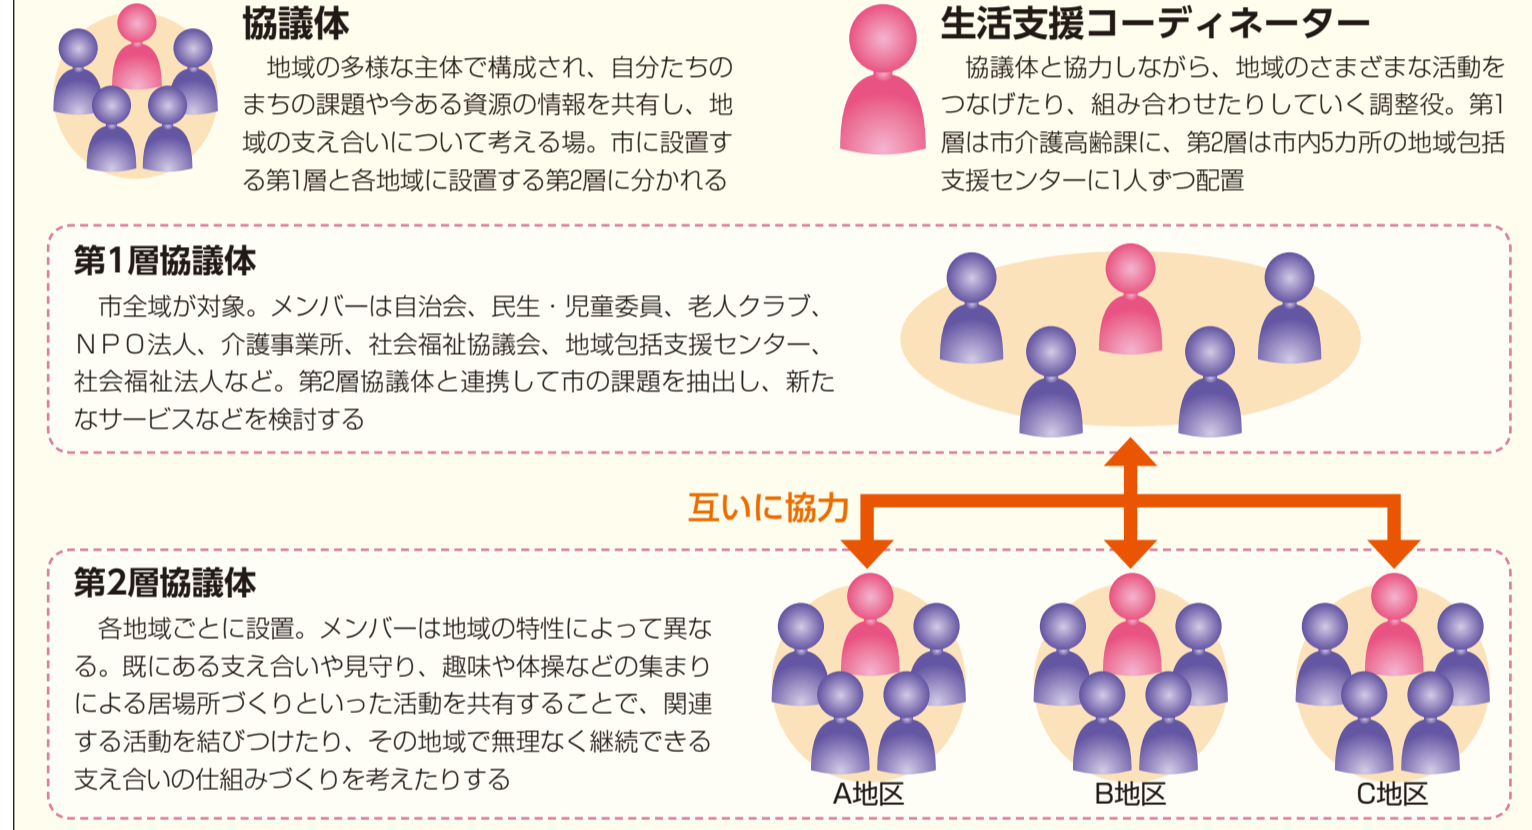 協議体
　地域の多様な主体で構成され、自分たちの
まちの課題や今ある資源の情報を共有し、地
域の支え合いについて考える場。市に設置す
る第1層と各地域に設置する第2層に分かれる
生活支援コーディネーター
　協議体と協力しながら、地域のさまざまな活動を
つなげたり、組み合わせたりしていく調整役。第1
層は市介護高齢課に、第2層は市内5カ所の地域包括
支援センターに1人ずつ配置
第1層協議体
　市全域が対象。メンバーは自治会、民生・児童委員、老人クラブ、
ＮＰＯ法人、介護事業所、社会福祉協議会、地域包括支援センター、
社会福祉法人など。第2層協議体と連携して市の課題を抽出し、新た
なサービスなどを検討する
互いに協力
第2層協議体
　各地域ごとに設置。メンバーは地域の特性によって異な
る。既にある支え合いや見守り、趣味や体操などの集まり
による居場所づくりといった活動を共有することで、関連
する活動を結びつけたり、その地域で無理なく継続できる
支え合いの仕組みづくりを考えたりする
A地区
B地区
C地区